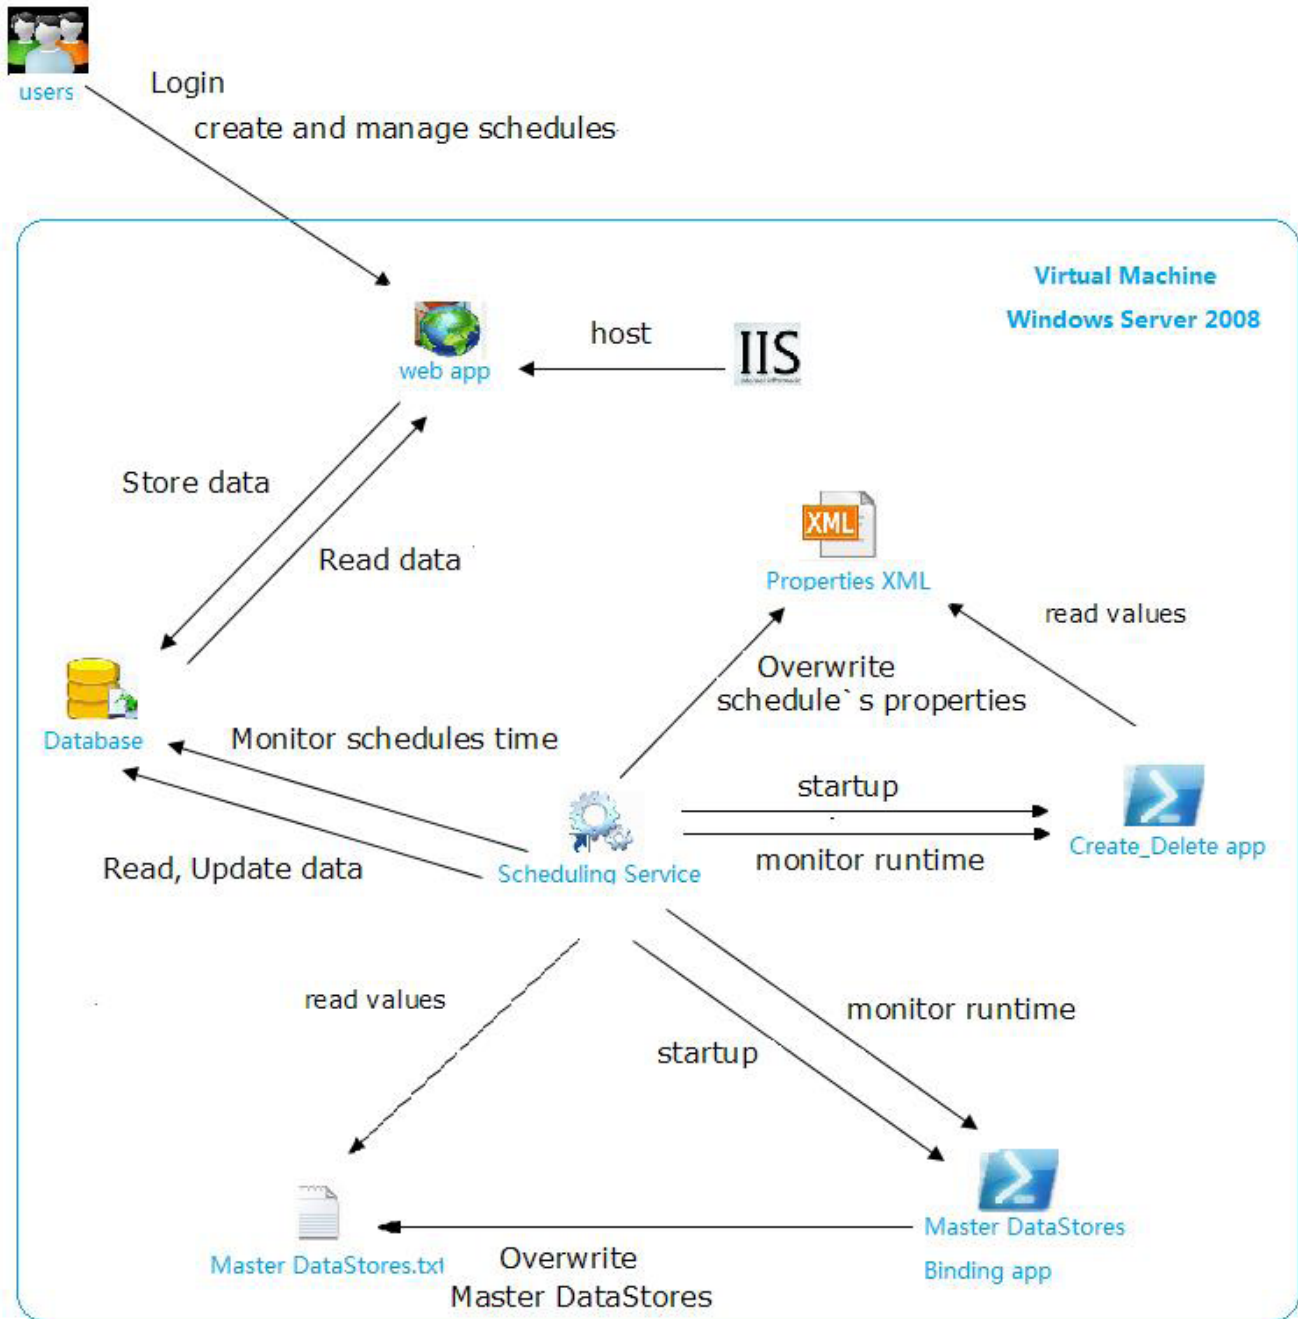 users
Login
create and manage schedules
Virtual Machine
Windows Server 2008
web app
host
IIS
Store data
Read data
XML
Properties XML
read values
Overwrite
schedule`s properties
Database
Monitor schedules time
Read, Update data
Scheduling Service
startup
monitor runtime
Create_Delete app
read values
monitor runtime
startup
Master DataStores.txt
Overwrite
Master DataStores
Master DataStores
Binding app